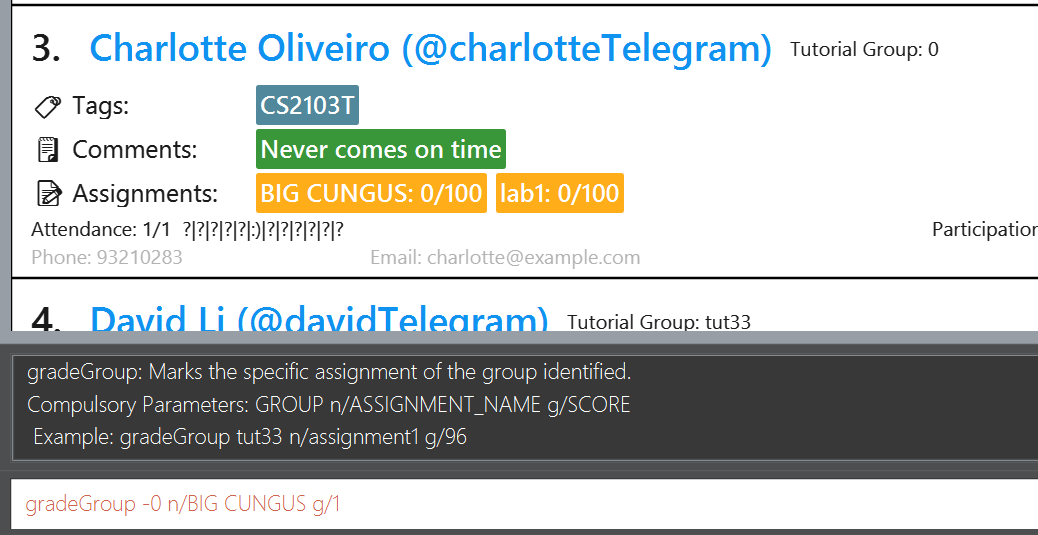 3. Charlotte Oliveiro (@charlotteTelegram) Tutorial Group: 0
Tags: CS2103T
Comments: Never comes on time
Assignments: BIG CUNGUS: 0/100 lab1: 0/100
Attendance: 1/1 ?|?|?|?|?|:)|?|?|?|?|?|? Participation
Phone: 93210283 Email: charlotte@example.com
4. David Li (@davidTelegram) Tutorial Group: tut33
gradeGroup: Marks the specific assignment of the group identified.
Compulsory Parameters: GROUP n/ASSIGNMENT_NAME g/SCORE
Example: gradeGroup tut33 n/assignment1 g/96
gradeGroup -0 n/BIG CUNGUS g/1